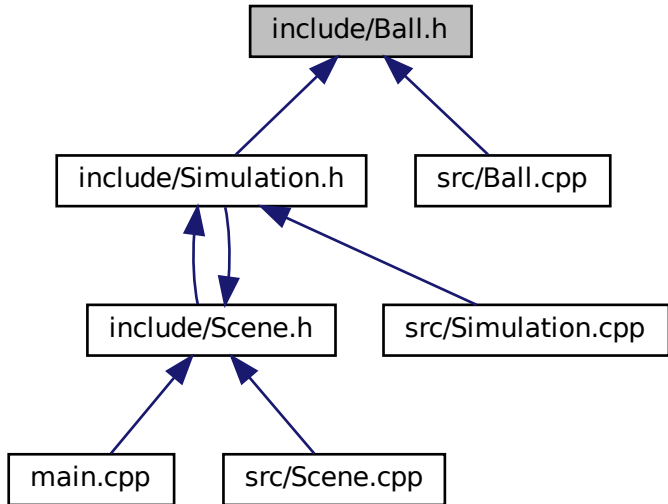 include/Ball.h
include/Simulation.h
src/Ball.cpp
include/Scene.h
src/Simulation.cpp
main.cpp
src/Scene.cpp